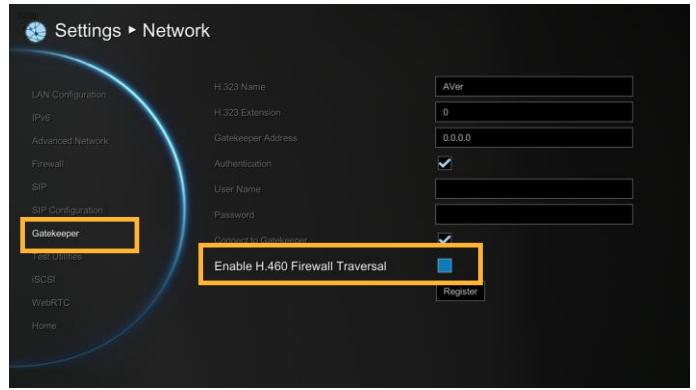 Settings ▸ Network
LAN Configuration
IPv6
Advanced Network
Firewall
SIP
SIP Configuration
Gatekeeper
Test Utilities
iSCSI
WebRTC
Home
H.323 Name
AVer
H.323 Extension
0
Gatekeeper Address
0.0.0.0
Authentication
User Name
Password
Connect to Gatekeeper
Enable H.460 Firewall Traversal
Register